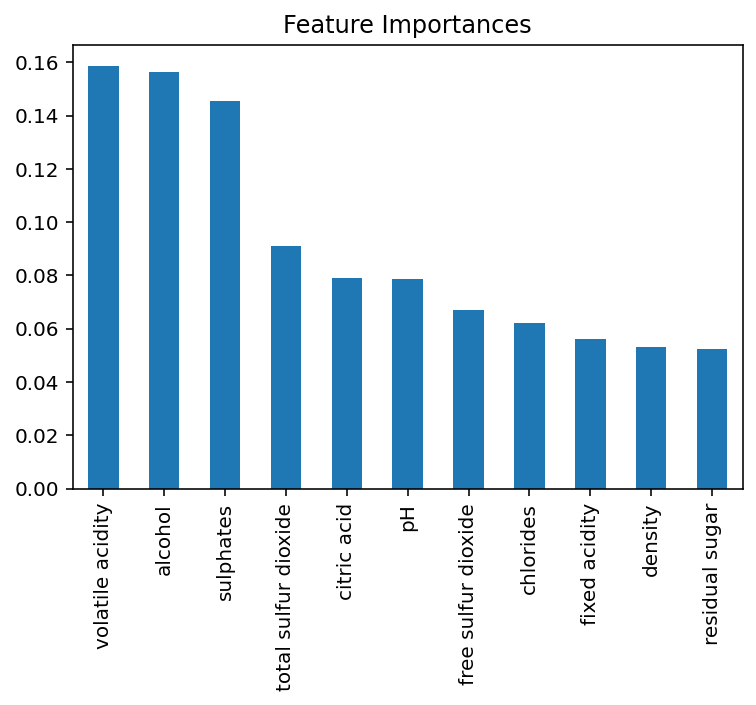 Feature Importances
0.16
0.14
0.12
0.10
0.08
0.06
0.04
0.02
0.00
volatile acidity
alcohol
sulphates
total sulfur dioxide
citric acid
pH
free sulfur dioxide
chlorides
fixed acidity
density
residual sugar